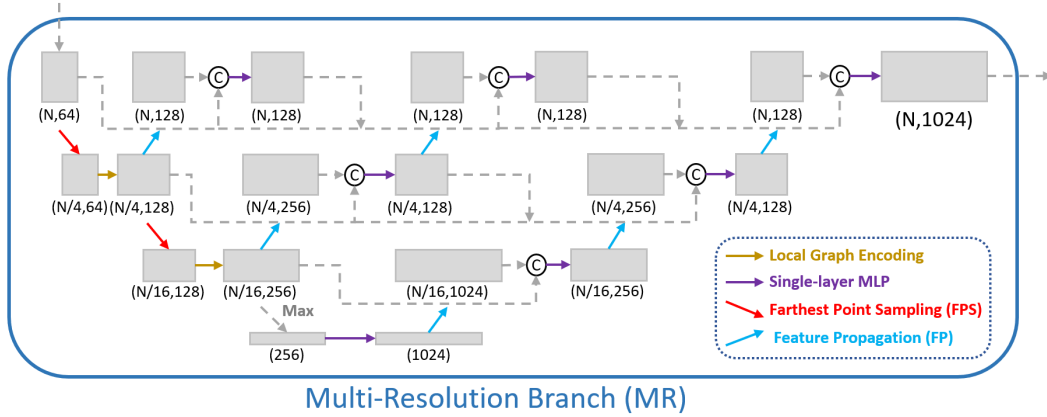 C
C
C
(N,64)
(N,128)
(N,128)
(N,128)
(N,128)
(N,128)
(N,1024)
C
C
(N/4,64)
(N/4,128)
(N/4,256)
(N/4,128)
(N/4,256)
(N/4,128)
C
(N/16,128)
(N/16,256)
(N/16,1024)
(N/16,256)
Max
(256)
(1024)
Local Graph Encoding
Single-layer MLP
Farthest Point Sampling (FPS)
Feature Propagation (FP)
Multi-Resolution Branch (MR)